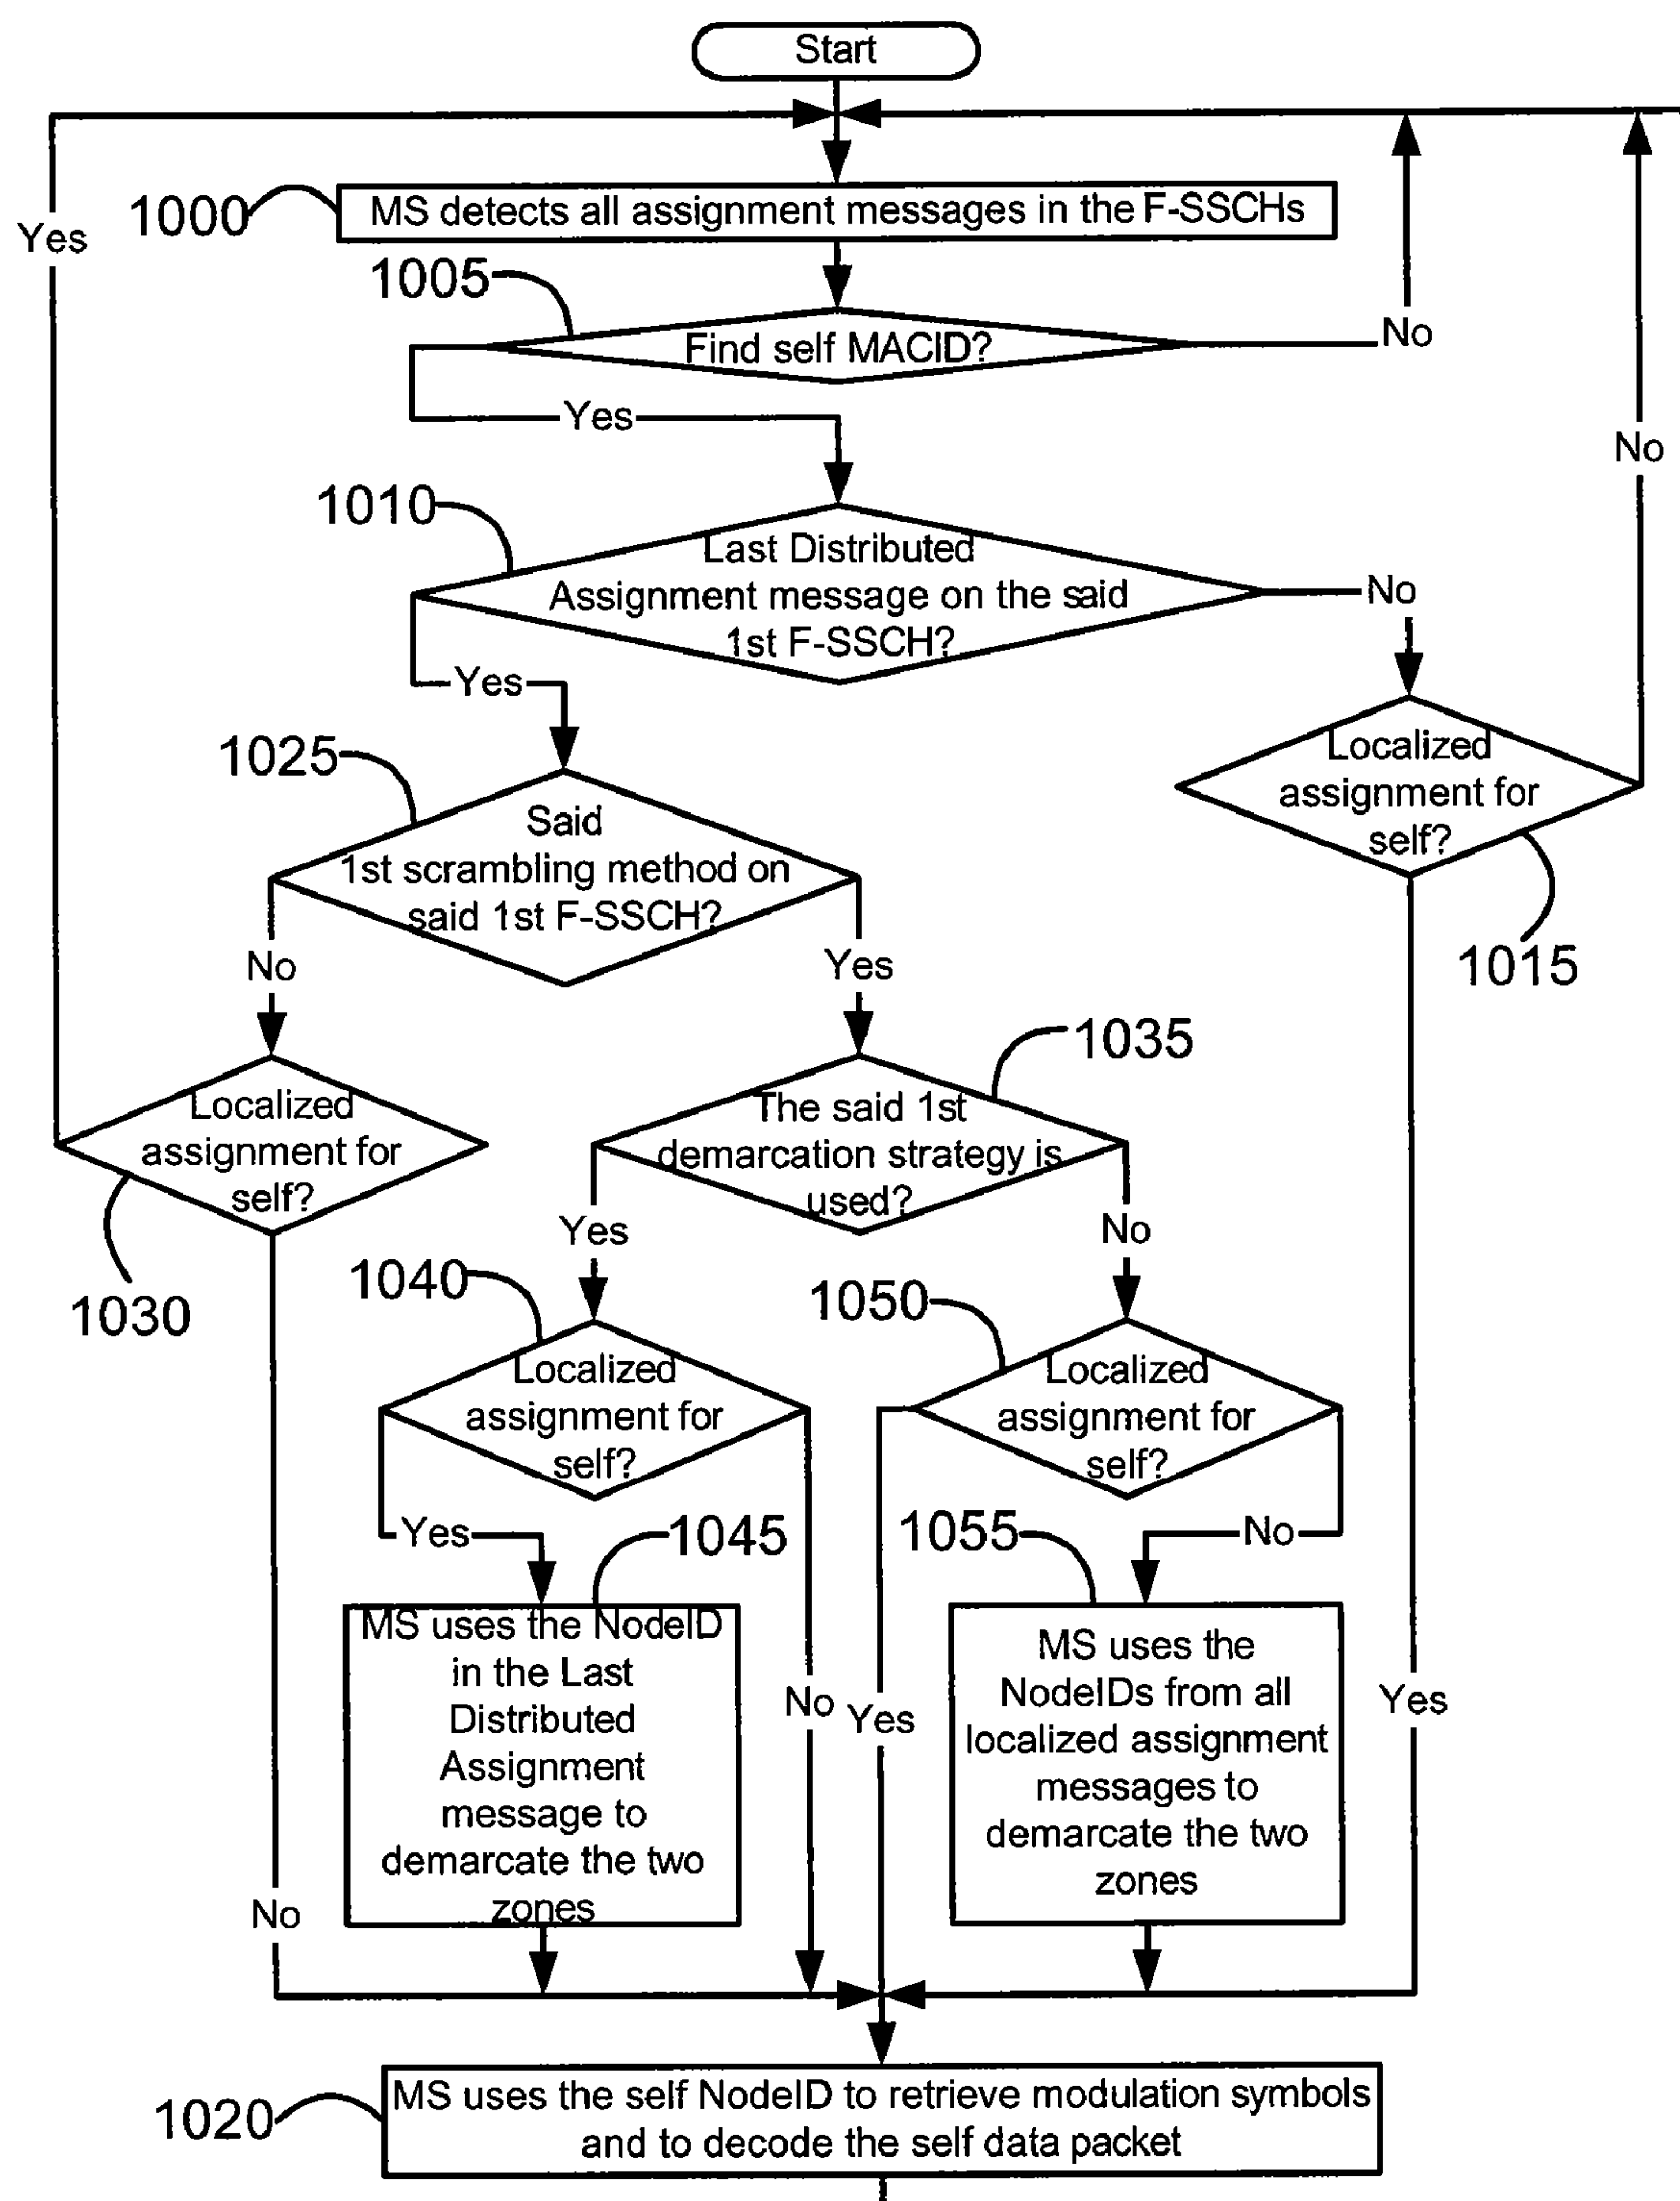 Start
1000
MS detects all assignment messages in the F-SSCHs
Yes
1005
Find self MACID?
No
Yes
No
1010
Last Distributed
Assignment message on the said
1st F-SSCH?
No
Yes
1025
Said
1st scrambling method on
said 1st F-SSCH?
Localized
assignment for
self?
1015
No
Yes
1035
Localized
assignment for
self?
1030
The said 1st
demarcation strategy is
used?
Yes
No
1040
Localized
assignment for
self?
1050
Localized
assignment for
self?
Yes
1045
1055
No
MS uses the NodeID
in the Last
Distributed
Assignment
message to
demarcate the two
zones
No
Yes
MS uses the
NodeIDs from all
localized assignment
messages to
demarcate the two
zones
Yes
No
1020
MS uses the self NodeID to retrieve modulation symbols
and to decode the self data packet